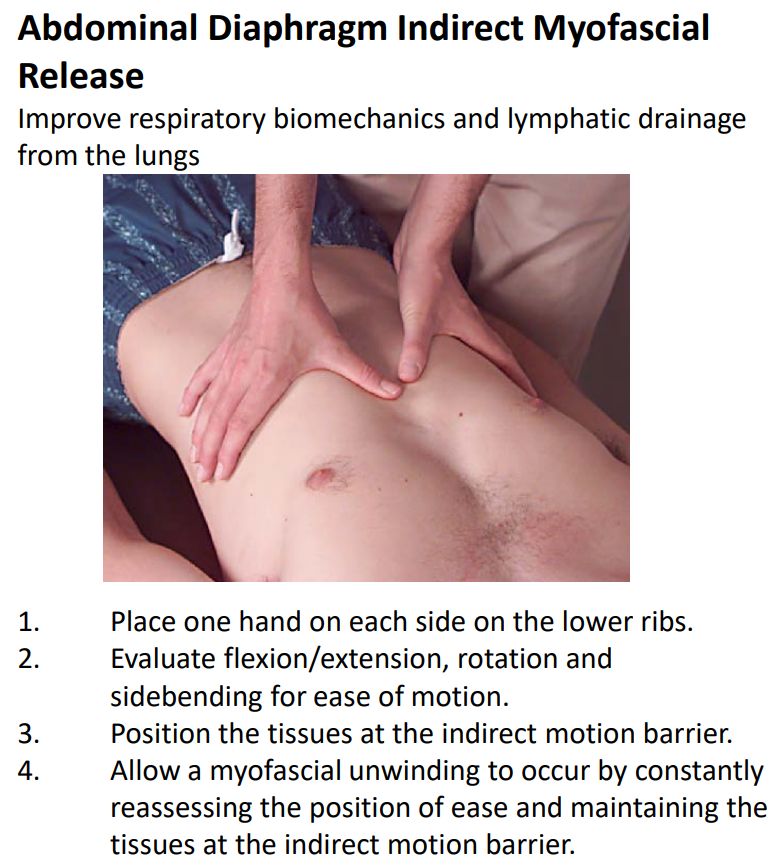 Abdominal Diaphragm Indirect Myofascial
Release
Improve respiratory biomechanics and lymphatic drainage
from the lungs
1. Place one hand on each side on the lower ribs.
2. Evaluate flexion/extension, rotation and
sidebending for ease of motion.
3. Position the tissues at the indirect motion barrier.
4. Allow a myofascial unwinding to occur by constantly
reassessing the position of ease and maintaining the
tissues at the indirect motion barrier.